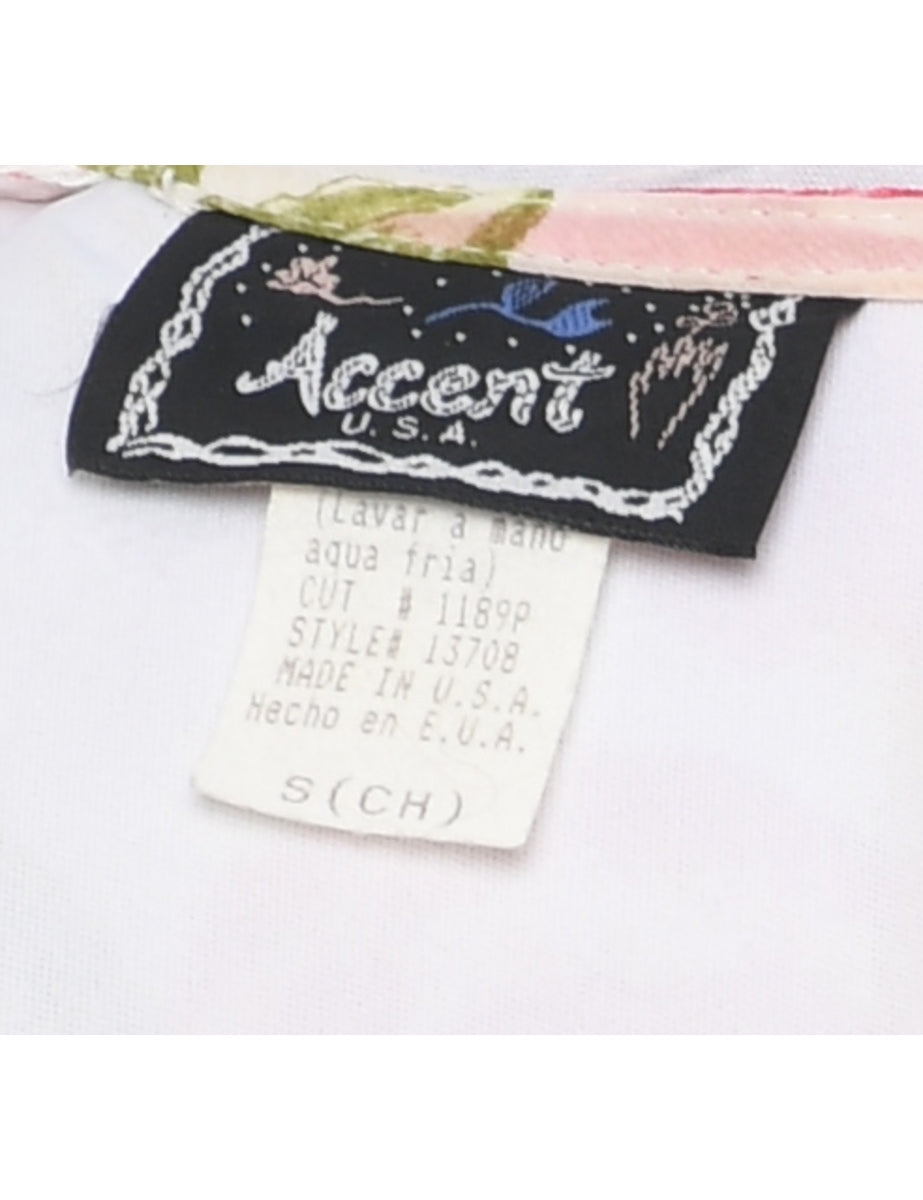 Accent
U.S.A.
(Lavar a mano
aqua fria)
CUT # 1189P
STYLE# 13708
MADE IN U.S.A.
Hecho en E.U.A.
S(CH)